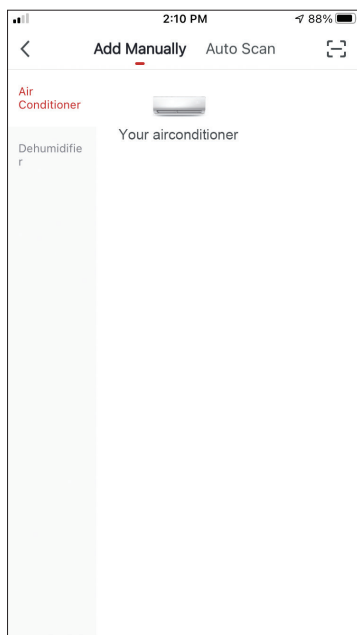 2:10 PM
88%
Add Manually Auto Scan
Air
Conditioner
Your airconditioner
Dehumidifie
r